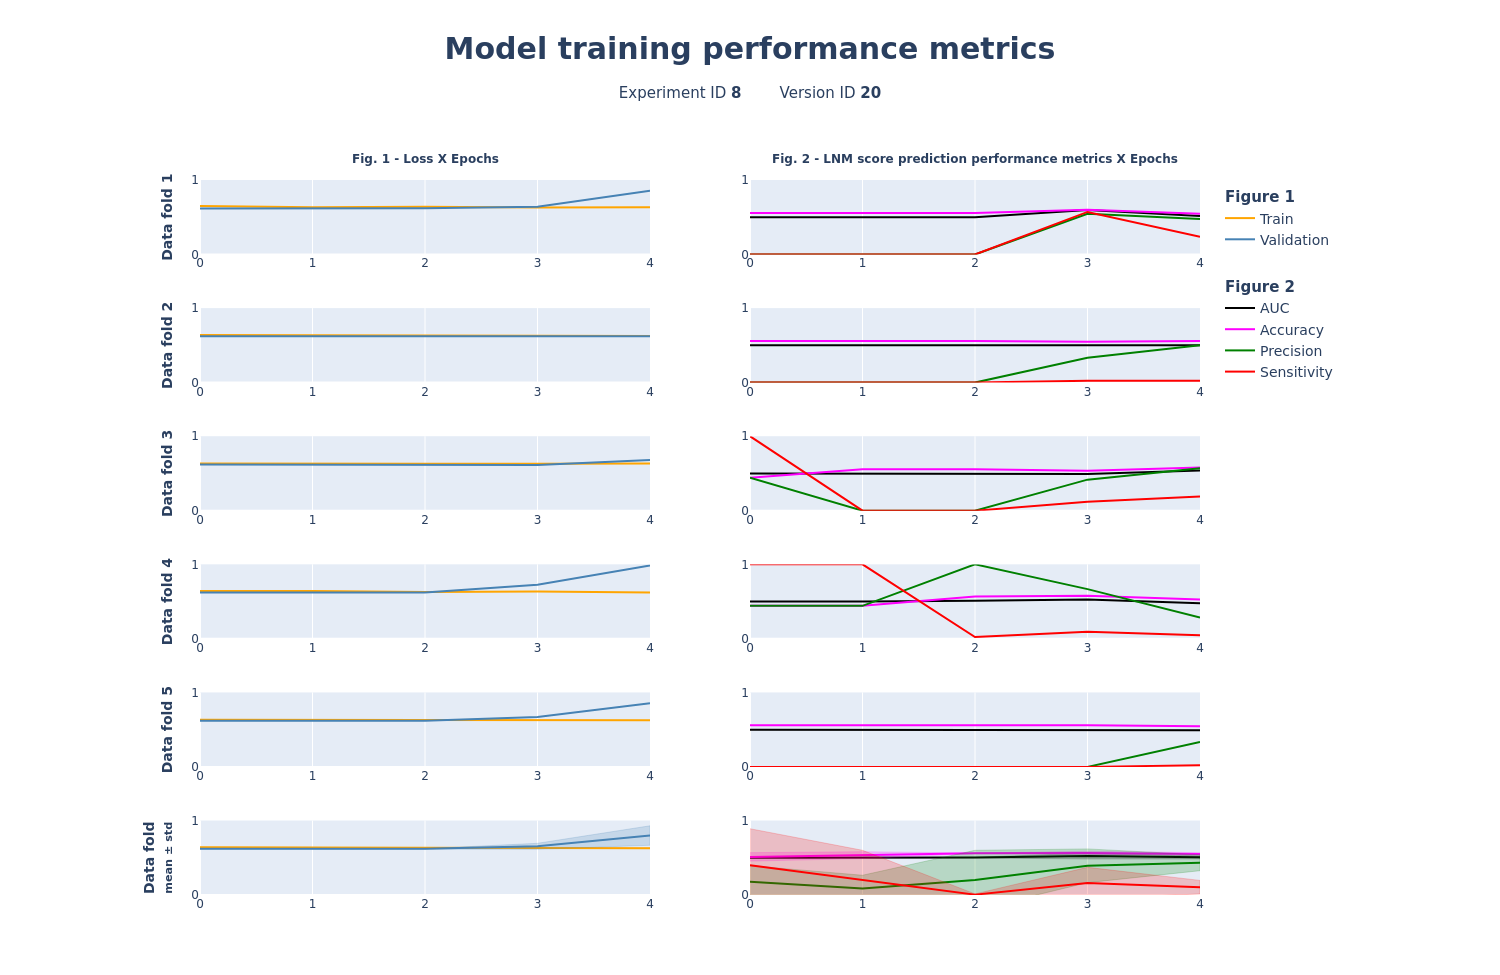 Model training performance metrics
Experiment ID 8 Version ID 20
Fig. 1 - Loss X Epochs
Fig. 2 - LNM score prediction performance metrics X Epochs
Data fold 1
1
0
0 1 2 3 4
1
0
0 1 2 3 4
Figure 1
Train
Validation
Figure 2
AUC
Accuracy
Precision
Sensitivity
Data fold 2
1
0
0 1 2 3 4
1
0
0 1 2 3 4
Data fold 3
1
0
0 1 2 3 4
1
0
0 1 2 3 4
Data fold 4
1
0
0 1 2 3 4
1
0
0 1 2 3 4
Data fold 5
1
0
0 1 2 3 4
1
0
0 1 2 3 4
Data fold
mean ± std
1
0
0 1 2 3 4
1
0
0 1 2 3 4